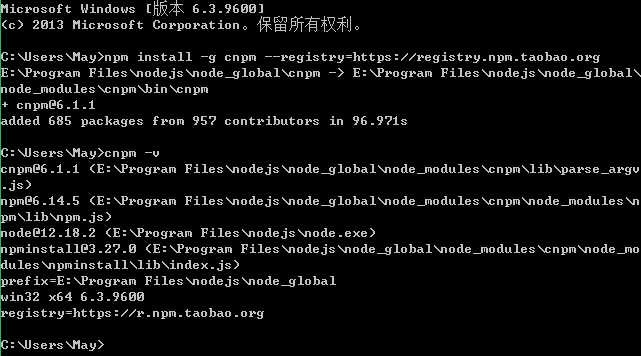 Microsoft Windows [版本 6.3.9600]
(c) 2013 Microsoft Corporation。保留所有权利。
C:\Users\May>npm install -g cnpm --registry=https://registry.npm.taobao.org
E:\Program Files\nodejs\node_global\cnpm -> E:\Program Files\nodejs\node_global\
node_modules\cnpm\bin\cnpm
+ cnpm@6.1.1
added 685 packages from 957 contributors in 96.971s
C:\Users\May>cnpm -v
cnpm@6.1.1 (E:\Program Files\nodejs\node_global\node_modules\cnpm\lib\parse_argv
.js)
npm@6.14.5 (E:\Program Files\nodejs\node_global\node_modules\cnpm\node_modules\n
pm\lib\npm.js)
node@12.18.2 (E:\Program Files\nodejs\node.exe)
npminstall@3.27.0 (E:\Program Files\nodejs\node_global\node_modules\cnpm\node_mo
dules\npminstall\lib\index.js)
prefix=E:\Program Files\nodejs\node_global
win32 x64 6.3.9600
registry=https://r.npm.taobao.org
C:\Users\May>